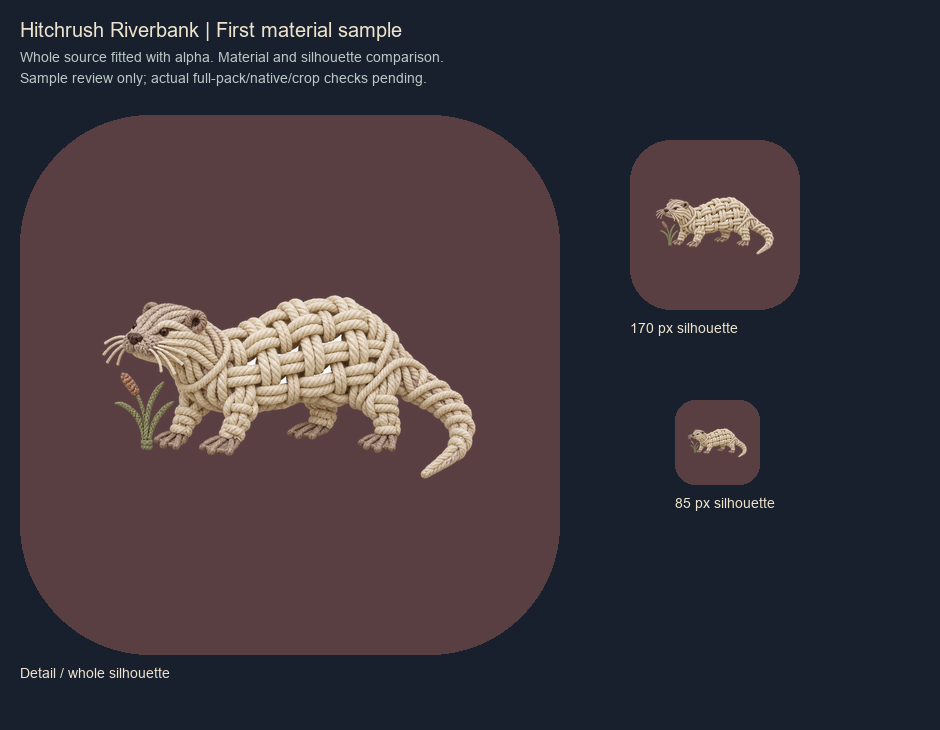 Hitchrush Riverbank | First material sample
Whole source fitted with alpha. Material and silhouette comparison.
Sample review only; actual full-pack/native/crop checks pending.
170 px silhouette
85 px silhouette
Detail / whole silhouette